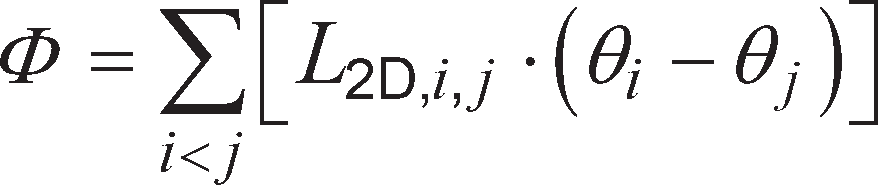 Φ = ∑_{i<j} [ L_{2D,i,j} · (θ_i − θ_j) ]